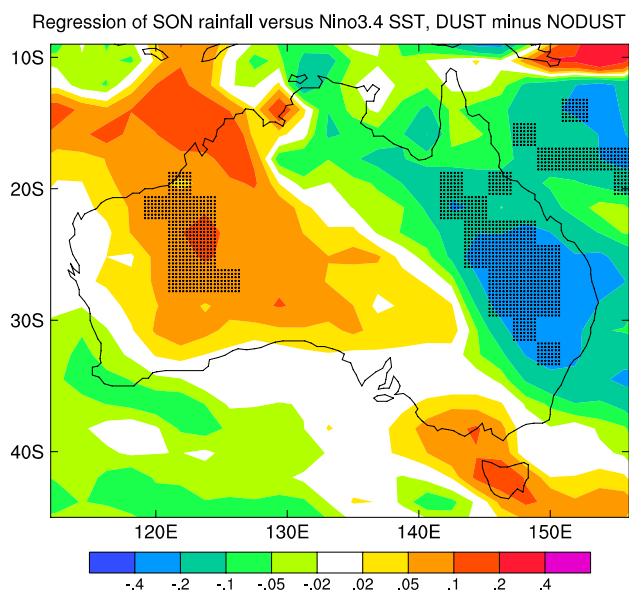 Regression of SON rainfall versus Nino3.4 SST, DUST minus NODUST
10S
20S
30S
40S
120E 130E 140E 150E
-.4 -.2 -.1 -.05 -.02 .02 .05 .1 .2 .4